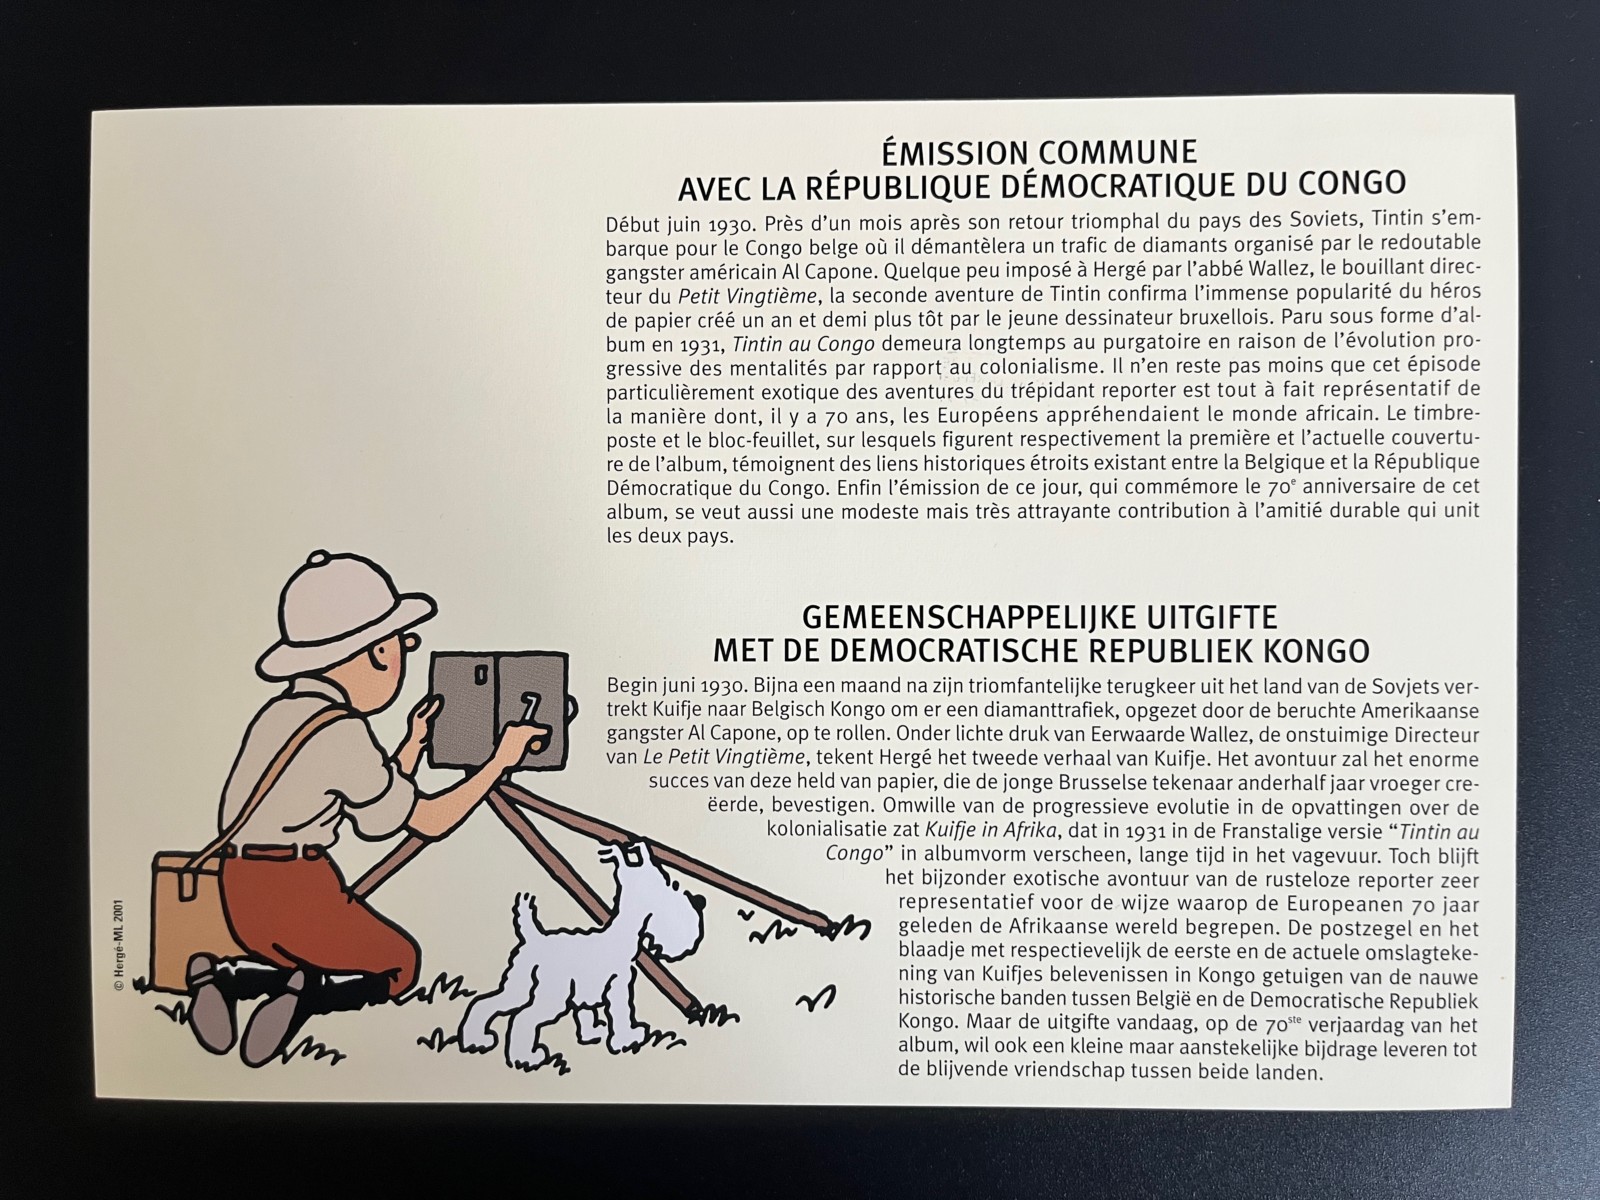 ÉMISSION COMMUNE
AVEC LA RÉPUBLIQUE DÉMOCRATIQUE DU CONGO
Début juin 1930. Près d'un mois après son retour triomphal du pays des Soviets, Tintin s'em-
barque pour le Congo belge où il démantèlera un trafic de diamants organisé par le redoutable
gangster américain Al Capone. Quelque peu imposé à Hergé par l'abbé Wallez, le bouillant direc-
teur du Petit Vingtième, la seconde aventure de Tintin confirma l'immense popularité du héros
de papier créé un an et demi plus tôt par le jeune dessinateur bruxellois. Paru sous forme d'al-
bum en 1931, Tintin au Congo demeura longtemps au purgatoire en raison de l'évolution pro-
gressive des mentalités par rapport au colonialisme. Il n'en reste pas moins que cet épisode
particulièrement exotique des aventures du trépidant reporter est tout à fait représentatif de
la manière dont, il y a 70 ans, les Européens appréhendaient le monde africain. Le timbre-
poste et le bloc-feuillet, sur lesquels figurent respectivement la première et l'actuelle couvertu-
re de l'album, témoignent des liens historiques étroits existant entre la Belgique et la République
Démocratique du Congo. Enfin l'émission de ce jour, qui commémore le 70e anniversaire de cet
album, se veut aussi une modeste mais très attrayante contribution à l'amitié durable qui unit
les deux pays.
GEMEENSCHAPPELIJKE UITGIFTE
MET DE DEMOCRATISCHE REPUBLIEK KONGO
Begin juni 1930. Bijna een maand na zijn triomfantelijke terugkeer uit het land van de Sovjets ver-
trekt Kuifje naar Belgisch Kongo om er een diamanttrafiek, opgezet door de beruchte Amerikaanse
gangster Al Capone, op te rollen. Onder lichte druk van Eerwaarde Wallez, de onstuimige Directeur
van Le Petit Vingtième, tekent Hergé het tweede verhaal van Kuifje. Het avontuur zal het enorme
succes van deze held van papier, die de jonge Brusselse tekenaar anderhalf jaar vroeger cre-
ëerde, bevestigen. Omwille van de progressieve evolutie in de opvattingen over de
kolonialisatie zat Kuifje in Afrika, dat in 1931 in de Franstalige versie “Tintin au
Congo” in albumvorm verscheen, lange tijd in het vagevuur. Toch blijft
het bijzonder exotische avontuur van de rusteloze reporter zeer
representatief voor de wijze waarop de Europeanen 70 jaar
geleden de Afrikaanse wereld begrepen. De postzegel en het
blaadje met respectievelijk de eerste en de actuele omslagteke-
ning van Kuifjes belevenissen in Kongo getuigen van de nauwe
historische banden tussen België en de Democratische Republiek
Kongo. Maar de uitgifte vandaag, op de 70ste verjaardag van het
album, wil ook een kleine maar aanstekelijke bijdrage leveren tot
de blijvende vriendschap tussen beide landen.
© Hergé-ML 2001
7